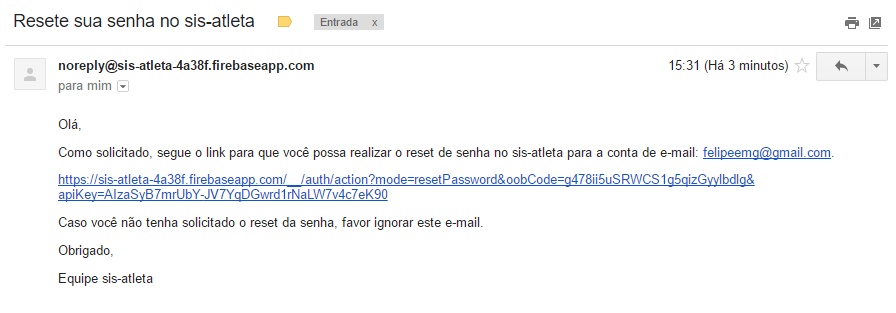 Resete sua senha no sis-atleta
Entrada x
noreply@sis-atleta-4a38f.firebaseapp.com
15:31 (Há 3 minutos)
para mim
Olá,
Como solicitado, segue o link para que você possa realizar o reset de senha no sis-atleta para a conta de e-mail: felipeemg@gmail.com.
https://sis-atleta-4a38f.firebaseapp.com/__/auth/action?mode=resetPassword&oobCode=g478ii5uSRWCS1g5qizGyylbdlg&
apiKey=AIzaSyB7mrUbY-JV7YqDGwrd1rNaLW7v4c7eK90
Caso você não tenha solicitado o reset da senha, favor ignorar este e-mail.
Obrigado,
Equipe sis-atleta